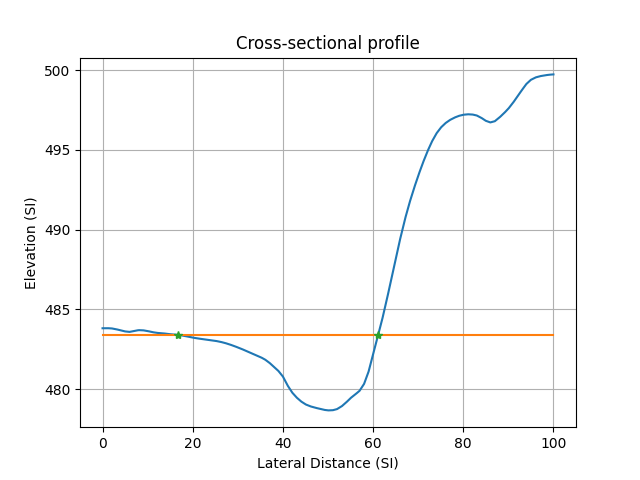 Cross-sectional profile
500
495
490
485
480
Elevation (SI)
0 20 40 60 80 100
Lateral Distance (SI)